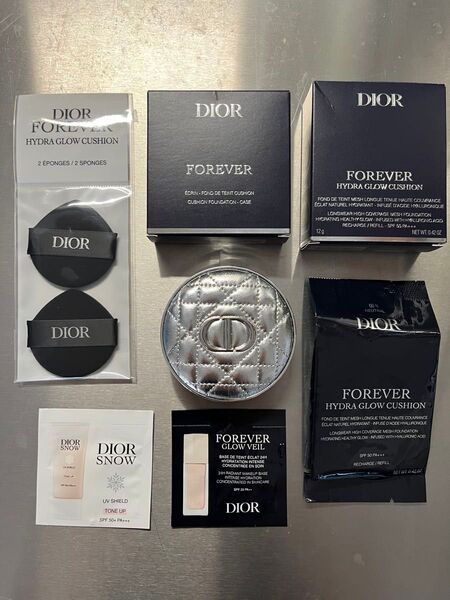 DIOR
FOREVER
HYDRA GLOW CUSHION
2 ÉPONGES / 2 SPONGES
DIOR
DIOR
DIOR
FOREVER
ÉCRIN - FOND DE TEINT CUSHION
CUSHION FOUNDATION - CASE
DIOR
FOREVER
HYDRA GLOW CUSHION
FOND DE TEINT MESH LONGUE TENUE HAUTE COUVRANCE
ÉCLAT NATUREL HYDRATANT - INFUSÉ D'ACIDE HYALURONIQUE
LONGWEAR HIGH COVERAGE MESH FOUNDATION
HYDRATING HEALTHY GLOW - INFUSED WITH HYALURONIC ACID
RECHARGE / REFILL - SPF 50 PA+++
12 g
NET WT. 0.42 OZ
CD
NEUTRAL
DIOR
FOREVER
HYDRA GLOW CUSHION
FOND DE TEINT MESH LONGUE TENUE HAUTE COUVRANCE
ÉCLAT NATUREL HYDRATANT - INFUSÉ D'ACIDE HYALURONIQUE
LONGWEAR HIGH COVERAGE MESH FOUNDATION
HYDRATING HEALTHY GLOW - INFUSED WITH HYALURONIC ACID
SPF 50 PA+++
RECHARGE / REFILL
DIOR
SNOW
DIOR
SNOW
UV SHIELD
TONE UP
SPF 50+ PA+++
FOREVER
GLOW VEIL
BASE DE TEINT ÉCLAT 24H
HYDRATATION INTENSE
CONCENTRÉE EN SOIN
24H RADIANT MAKEUP BASE
INTENSE HYDRATION
CONCENTRATED IN SKINCARE
SPF 20 PA++
DIOR